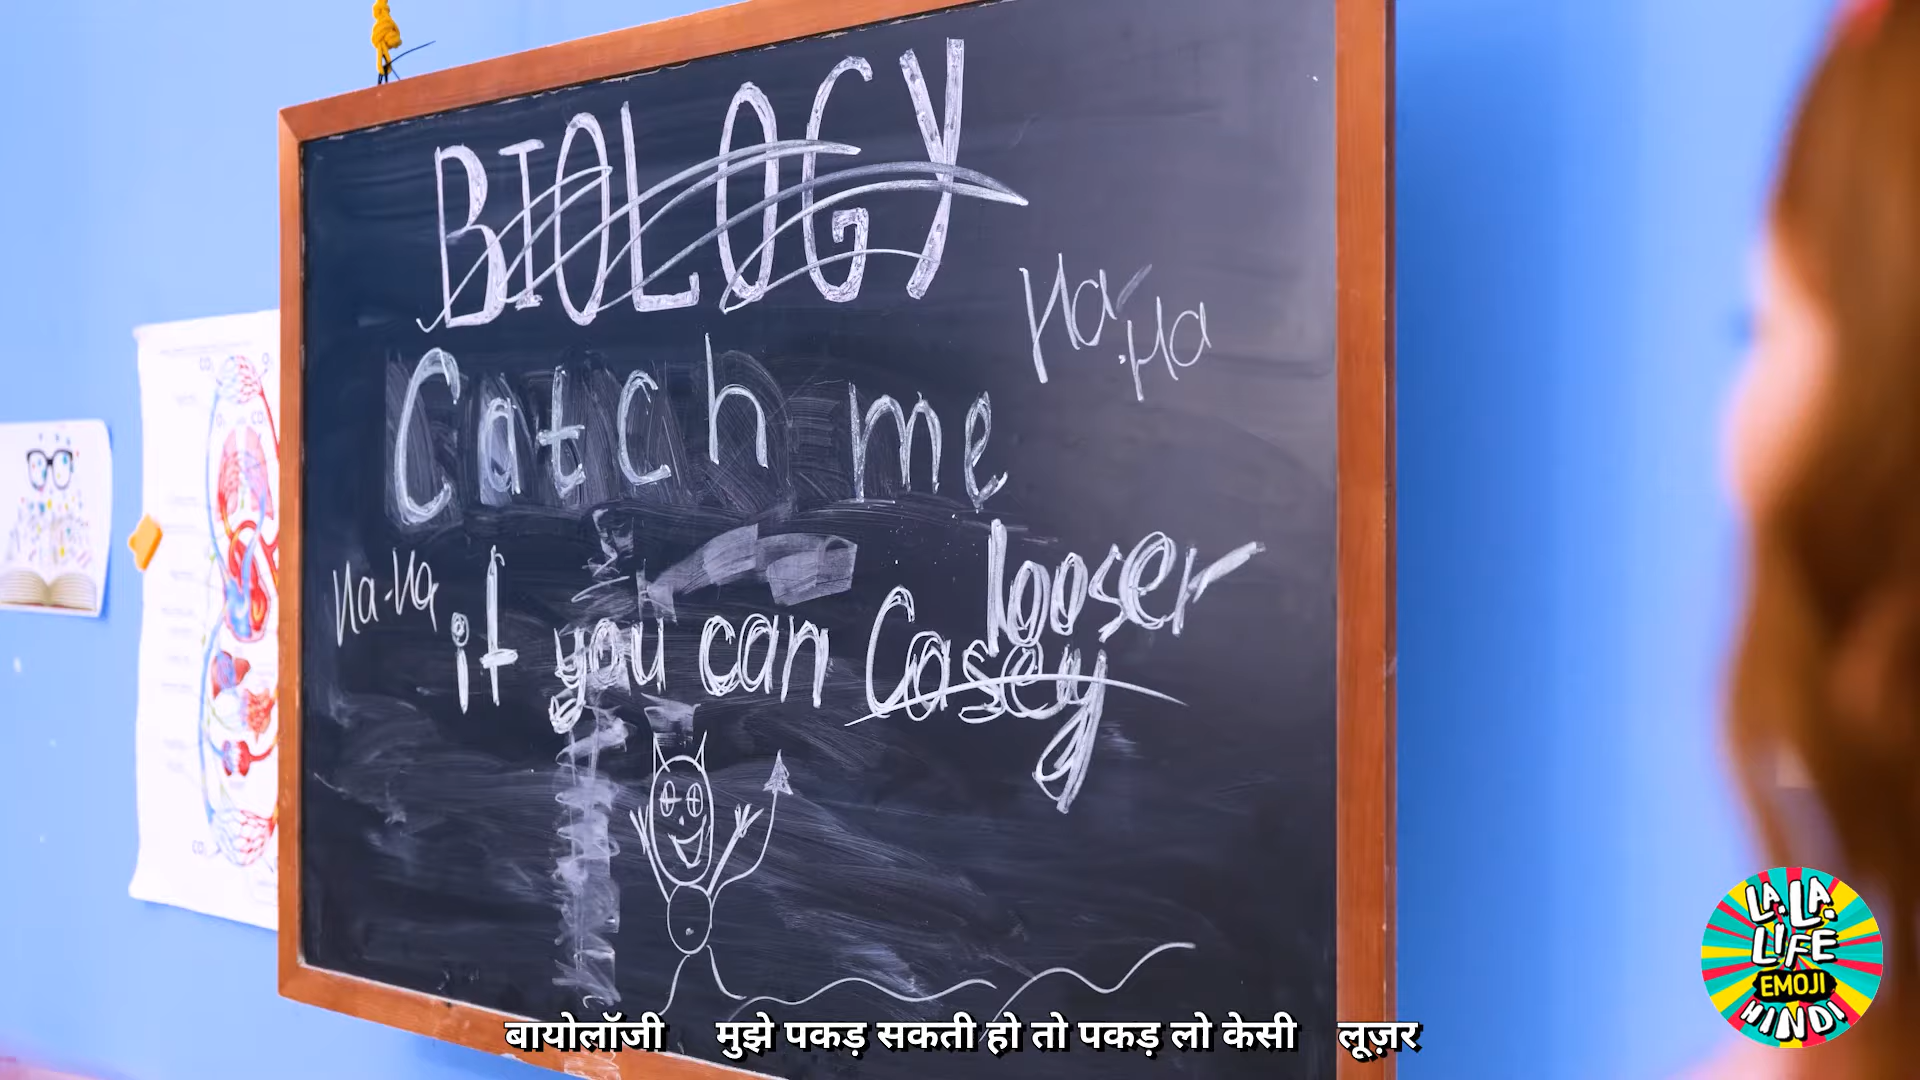 BIOLOGY
Ha Ha
Catch me
looser
Ha-Ha
if you can Casey
बायोलॉजी मुझे पकड़ सकती हो तो पकड़ लो केसी लूज़र
LA LA
LIFE
EMOJI
HINDI